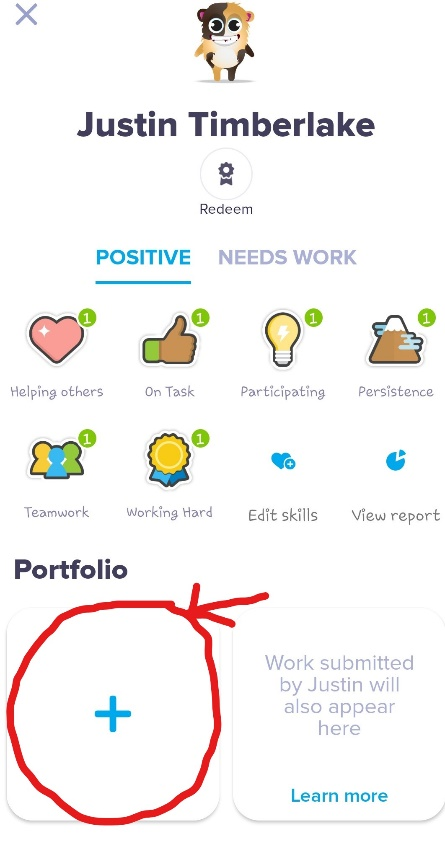 Justin Timberlake
Redeem
POSITIVE NEEDS WORK
1 1 1 1
Helping others On Task Participating Persistence
1 1
Teamwork Working Hard Edit skills View report
Portfolio
Work submitted
by Justin will
also appear
here
Learn more